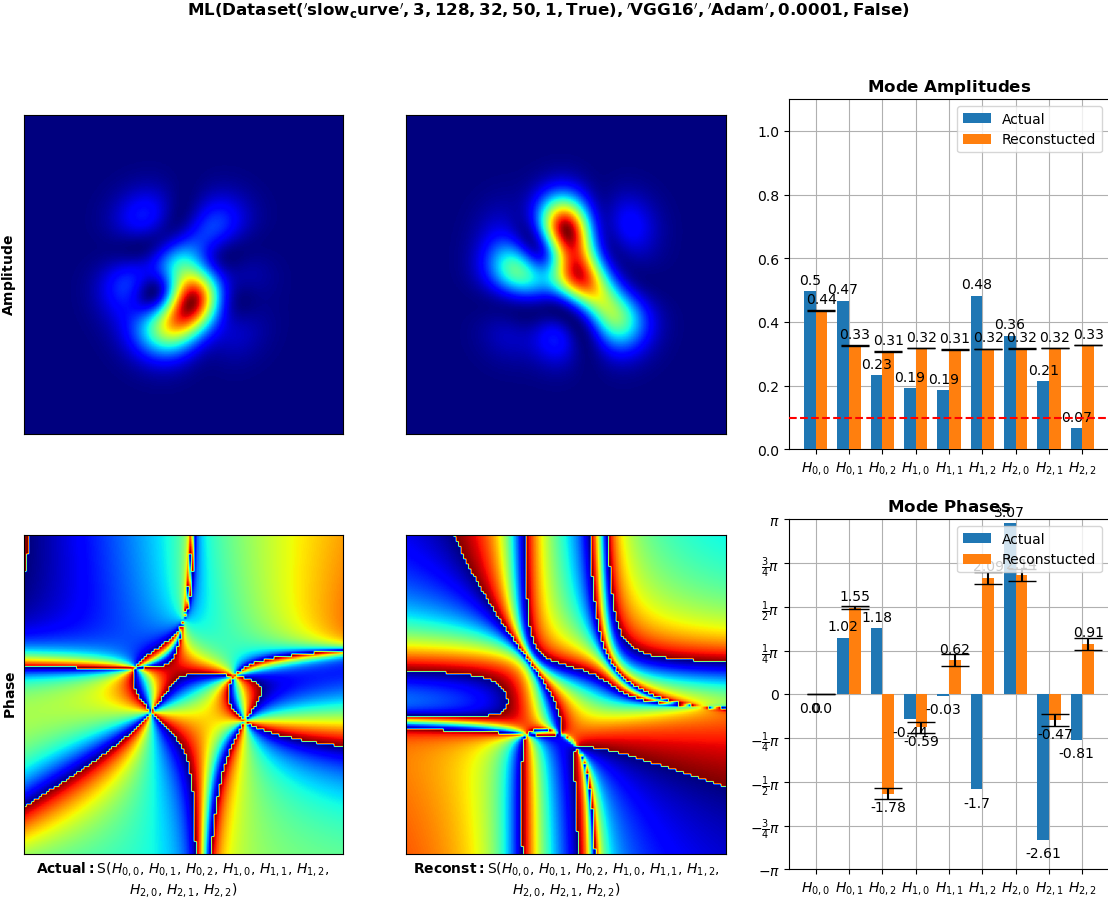 ML(Dataset('slow_curve', 3, 128, 32, 50, 1, True), 'VGG16', 'Adam', 0.0001, False)
Amplitude
Mode Amplitudes
Actual
Reconstucted
1.0
0.8
0.6
0.4
0.2
0.0
0.5 0.47 0.23 0.19 0.19 0.48 0.36 0.21 0.07
0.44 0.33 0.31 0.32 0.31 0.32 0.32 0.32 0.33
H0,0 H0,1 H0,2 H1,0 H1,1 H1,2 H2,0 H2,1 H2,2
Phase
Mode Phases
Actual
Reconstucted
π
3/4π
1/2π
1/4π
0
−1/4π
−1/2π
−3/4π
−π
0.0 1.02 1.18 -0.44 -0.03 -1.7 3.07 -2.61 -0.81
0.0 1.55 -1.78 -0.59 0.62 2.09 -0.47 0.91
H0,0 H0,1 H0,2 H1,0 H1,1 H1,2 H2,0 H2,1 H2,2
Actual: S(H0,0, H0,1, H0,2, H1,0, H1,1, H1,2,
H2,0, H2,1, H2,2)
Reconst: S(H0,0, H0,1, H0,2, H1,0, H1,1, H1,2,
H2,0, H2,1, H2,2)